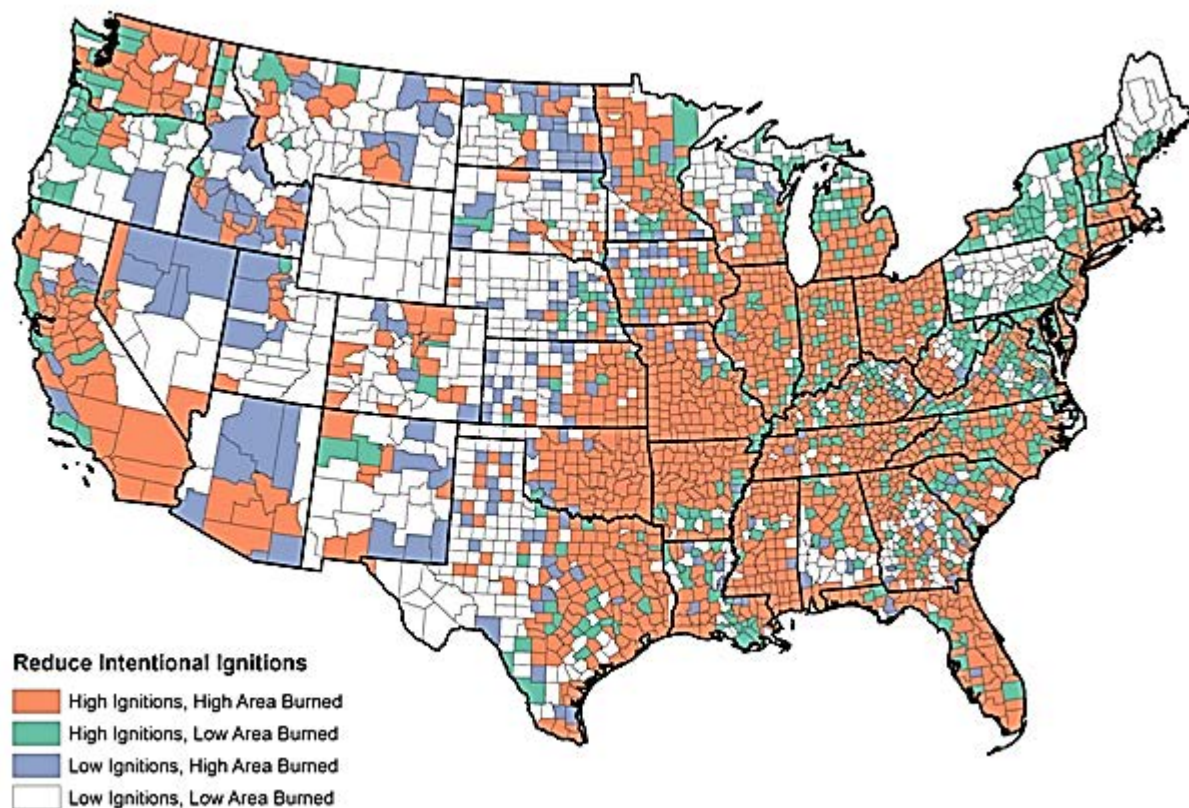 Reduce Intentional Ignitions
High Ignitions, High Area Burned
High Ignitions, Low Area Burned
Low Ignitions, High Area Burned
Low Ignitions, Low Area Burned